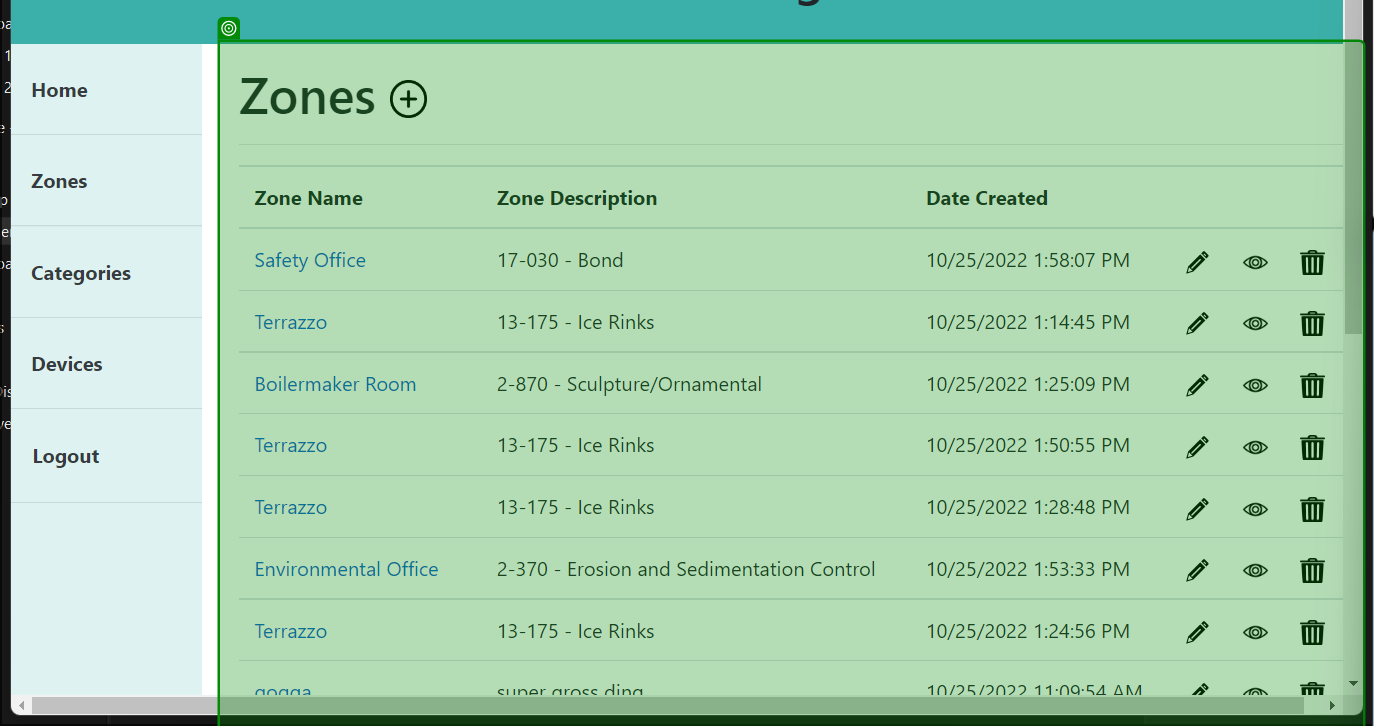 Home
Zones
Categories
Devices
Logout
Zones
Zone Name Zone Description Date Created
Safety Office 17-030 - Bond 10/25/2022 1:58:07 PM
Terrazzo 13-175 - Ice Rinks 10/25/2022 1:14:45 PM
Boilermaker Room 2-870 - Sculpture/Ornamental 10/25/2022 1:25:09 PM
Terrazzo 13-175 - Ice Rinks 10/25/2022 1:50:55 PM
Terrazzo 13-175 - Ice Rinks 10/25/2022 1:28:48 PM
Environmental Office 2-370 - Erosion and Sedimentation Control 10/25/2022 1:53:33 PM
Terrazzo 13-175 - Ice Rinks 10/25/2022 1:24:56 PM
super gross ding 10/25/2022 11:09:54 AM